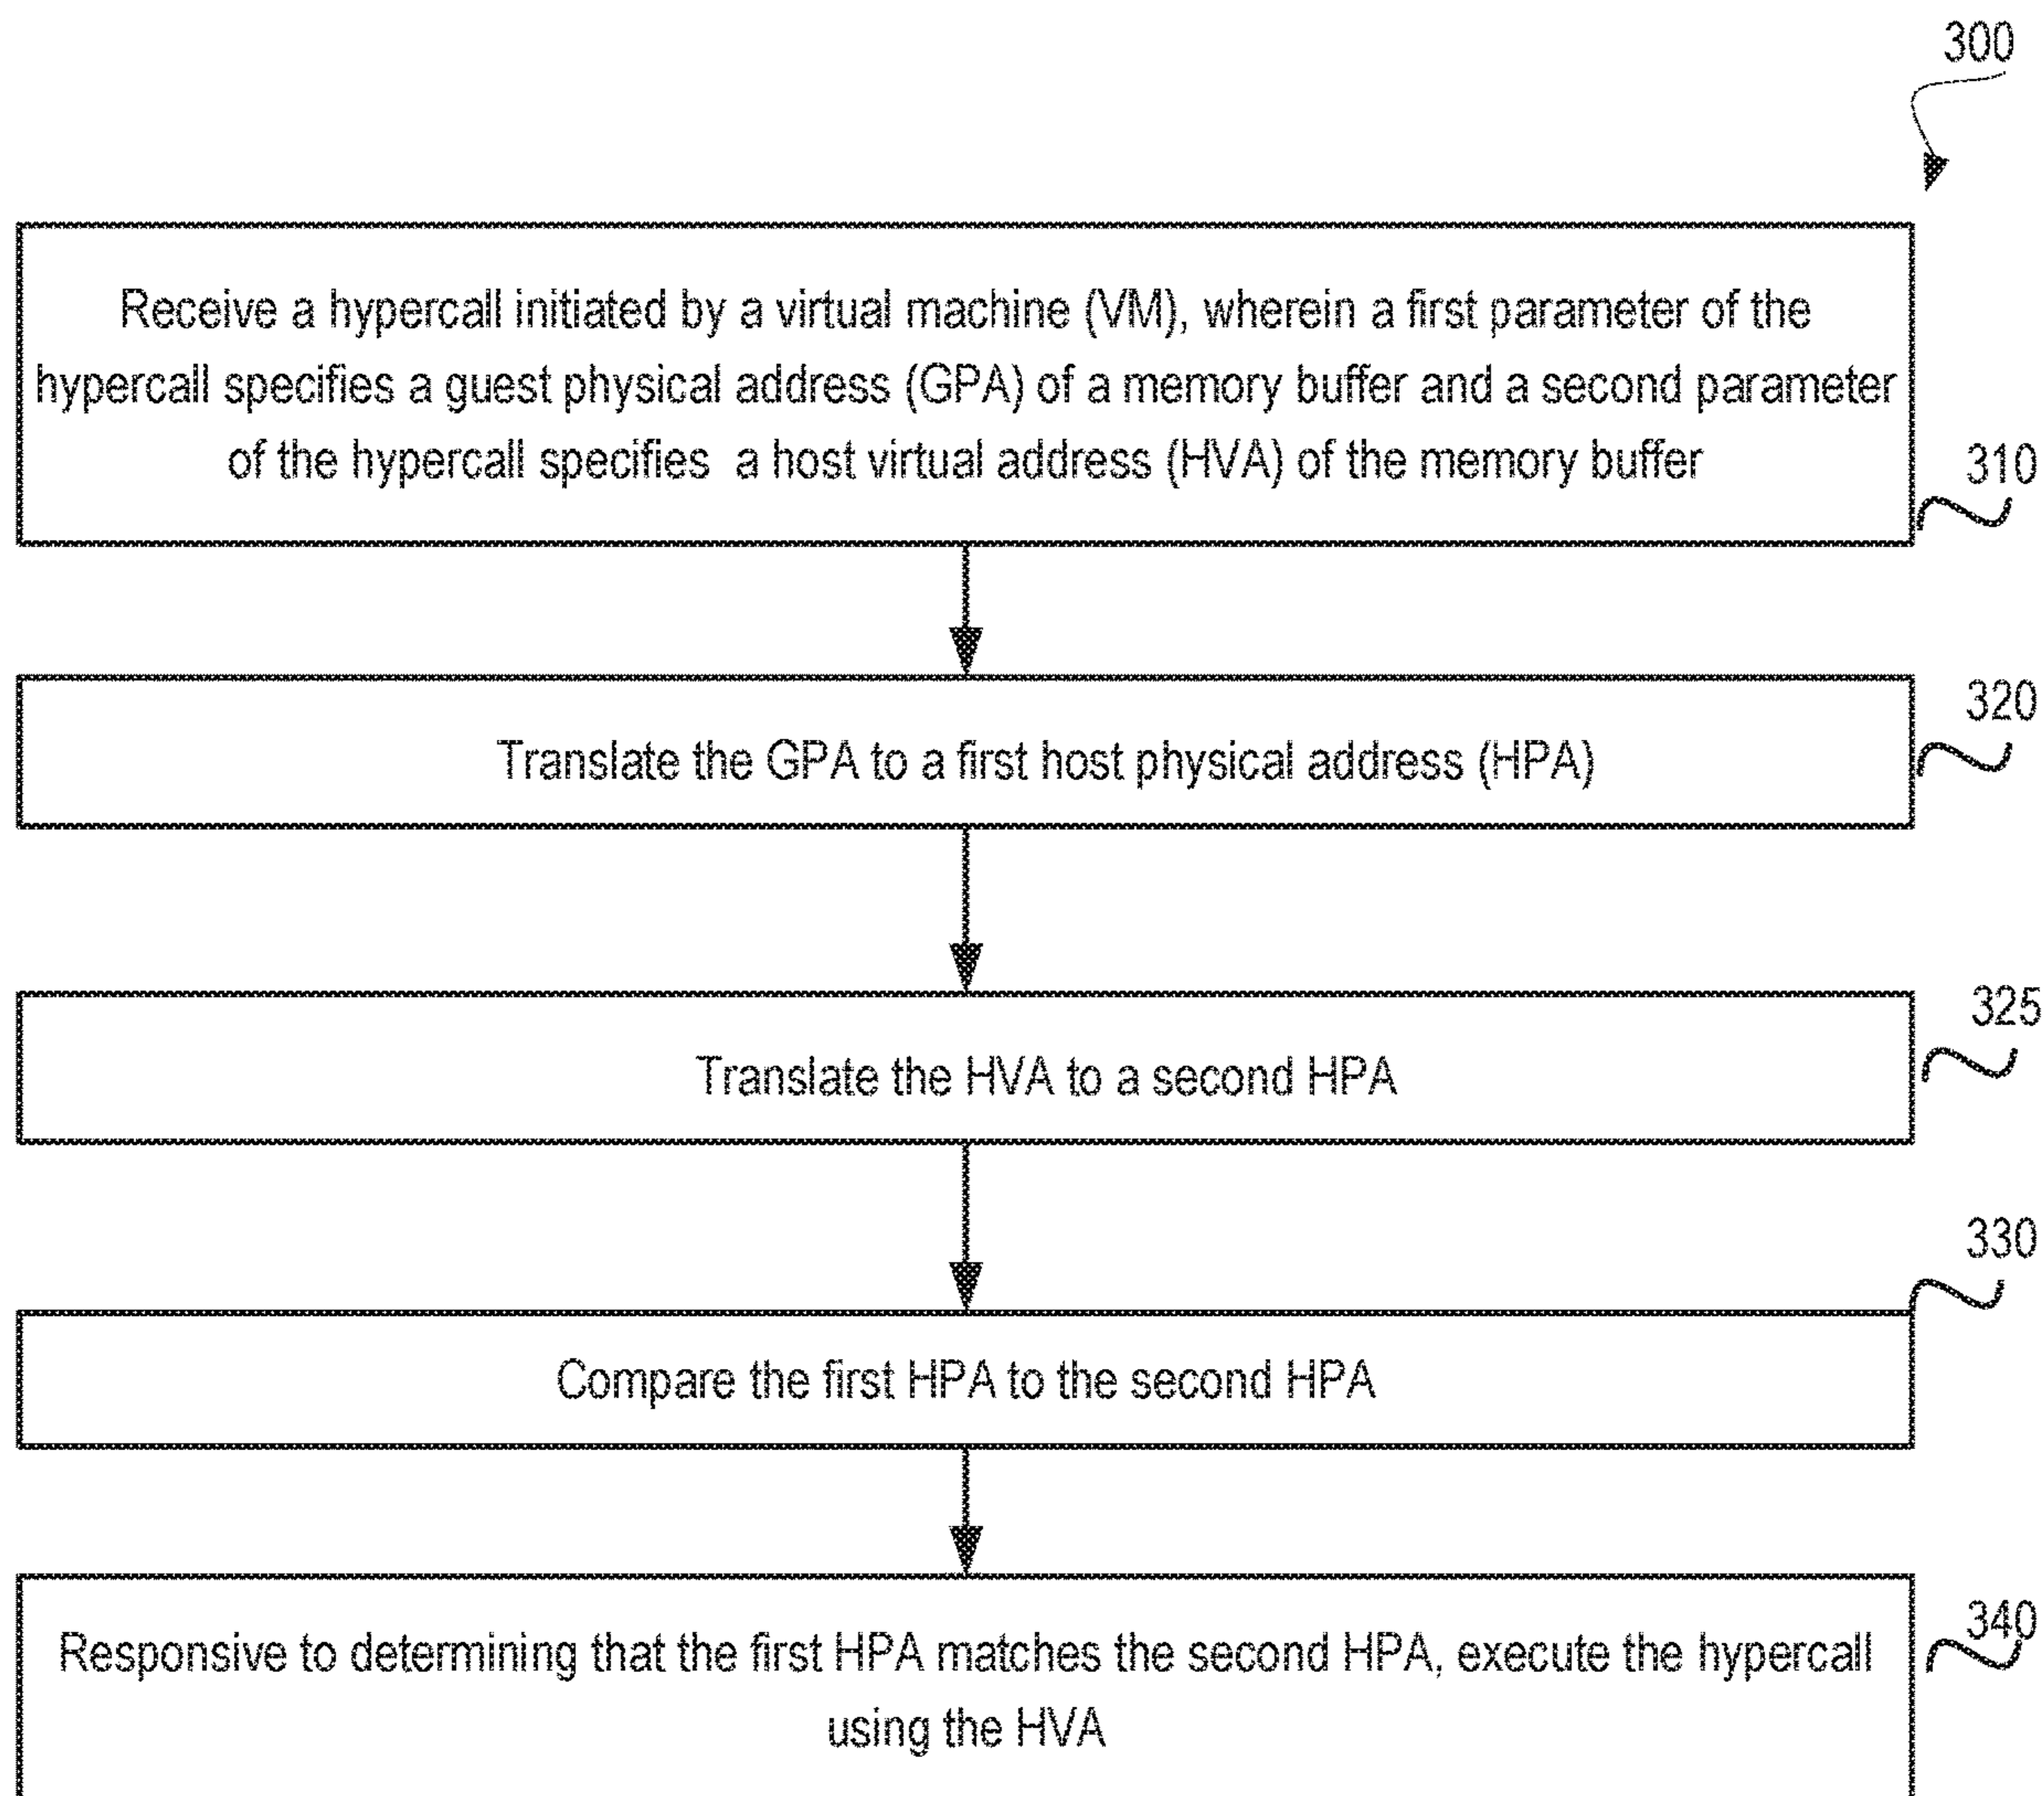 300
Receive a hypercall initiated by a virtual machine (VM), wherein a first parameter of the
hypercall specifies a guest physical address (GPA) of a memory buffer and a second parameter
of the hypercall specifies a host virtual address (HVA) of the memory buffer
310
320
Translate the GPA to a first host physical address (HPA)
325
Translate the HVA to a second HPA
330
Compare the first HPA to the second HPA
340
Responsive to determining that the first HPA matches the second HPA, execute the hypercall
using the HVA